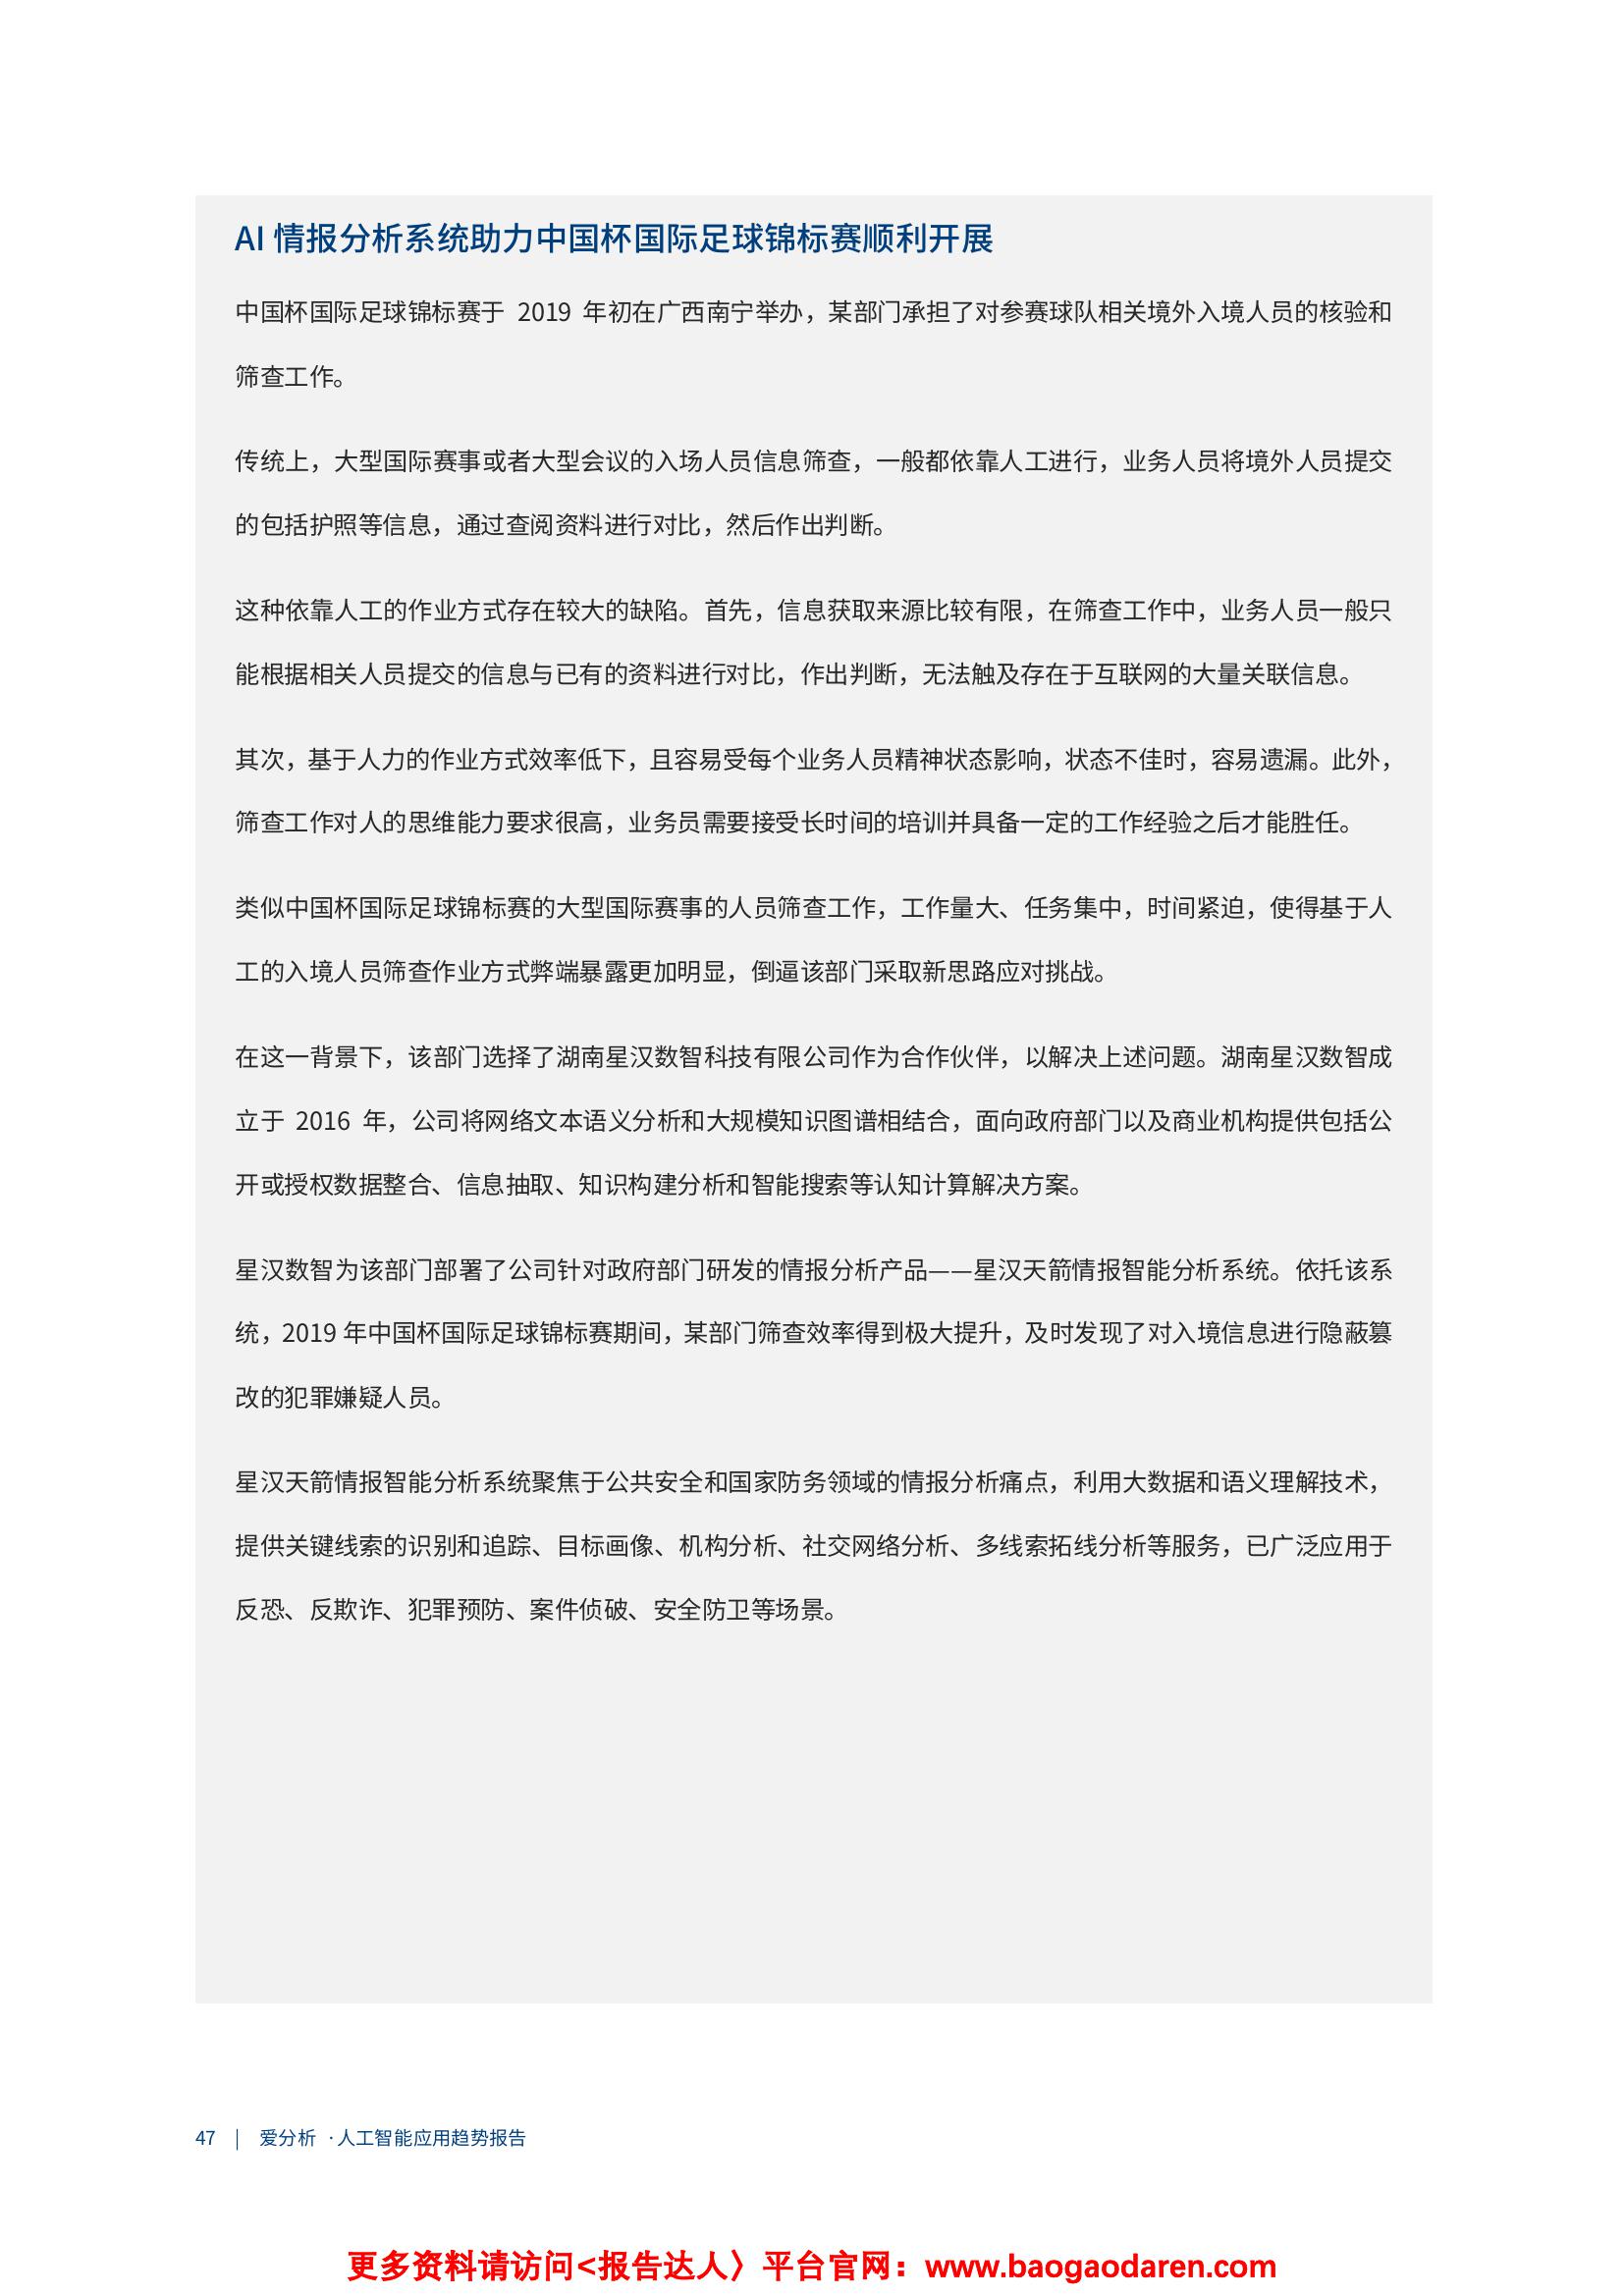 AI 情报分析系统助力中国杯国际足球锦标赛顺利开展
中国杯国际足球锦标赛于 2019 年初在广西南宁举办，某部门承担了对参赛球队相关境外入境人员的核验和
筛查工作。
传统上，大型国际赛事或者大型会议的入场人员信息筛查，一般都依靠人工进行，业务人员将境外人员提交
的包括护照等信息，通过查阅资料进行对比，然后作出判断。
这种依靠人工的作业方式存在较大的缺陷。首先，信息获取来源比较有限，在筛查工作中，业务人员一般只
能根据相关人员提交的信息与已有的资料进行对比，作出判断，无法触及存在于互联网的大量关联信息。
其次，基于人力的作业方式效率低下，且容易受每个业务人员精神状态影响，状态不佳时，容易遗漏。此外，
筛查工作对人的思维能力要求很高，业务员需要接受长时间的培训并具备一定的工作经验之后才能胜任。
类似中国杯国际足球锦标赛的大型国际赛事的人员筛查工作，工作量大、任务集中，时间紧迫，使得基于人
工的入境人员筛查作业方式弊端暴露更加明显，倒逼该部门采取新思路应对挑战。
在这一背景下，该部门选择了湖南星汉数智科技有限公司作为合作伙伴，以解决上述问题。湖南星汉数智成
立于 2016 年，公司将网络文本语义分析和大规模知识图谱相结合，面向政府部门以及商业机构提供包括公
开或授权数据整合、信息抽取、知识构建分析和智能搜索等认知计算解决方案。
星汉数智为该部门部署了公司针对政府部门研发的情报分析产品——星汉天箭情报智能分析系统。依托该系
统，2019 年中国杯国际足球锦标赛期间，某部门筛查效率得到极大提升，及时发现了对入境信息进行隐蔽篡
改的犯罪嫌疑人员。
星汉天箭情报智能分析系统聚焦于公共安全和国家防务领域的情报分析痛点，利用大数据和语义理解技术，
提供关键线索的识别和追踪、目标画像、机构分析、社交网络分析、多线索拓线分析等服务，已广泛应用于
反恐、反欺诈、犯罪预防、案件侦破、安全防卫等场景。
47 | 爱分析 ·人工智能应用趋势报告
更多资料请访问<报告达人〉平台官网：www.baogaodaren.com